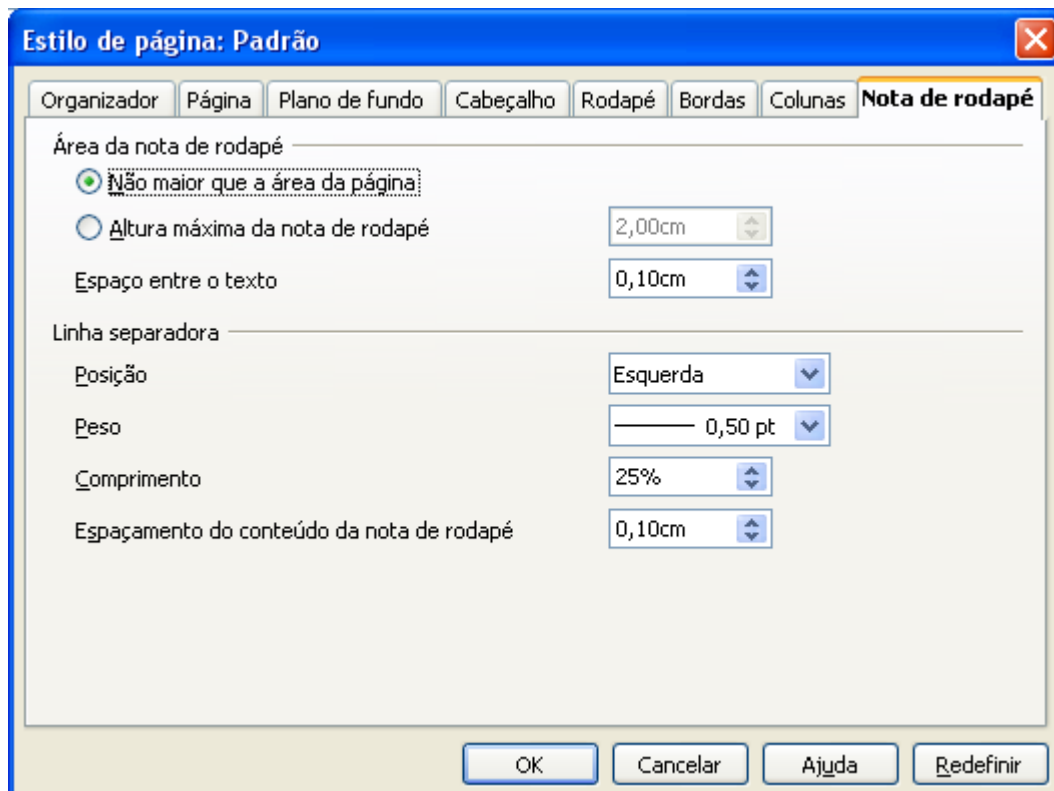 Estilo de página: Padrão
Organizador Página Plano de fundo Cabeçalho Rodapé Bordas Colunas Nota de rodapé
Área da nota de rodapé
Não maior que a área da página
Altura máxima da nota de rodapé 2,00cm
Espaço entre o texto 0,10cm
Linha separadora
Posição Esquerda
Peso 0,50 pt
Comprimento 25%
Espaçamento do conteúdo da nota de rodapé 0,10cm
OK Cancelar Ajuda Redefinir